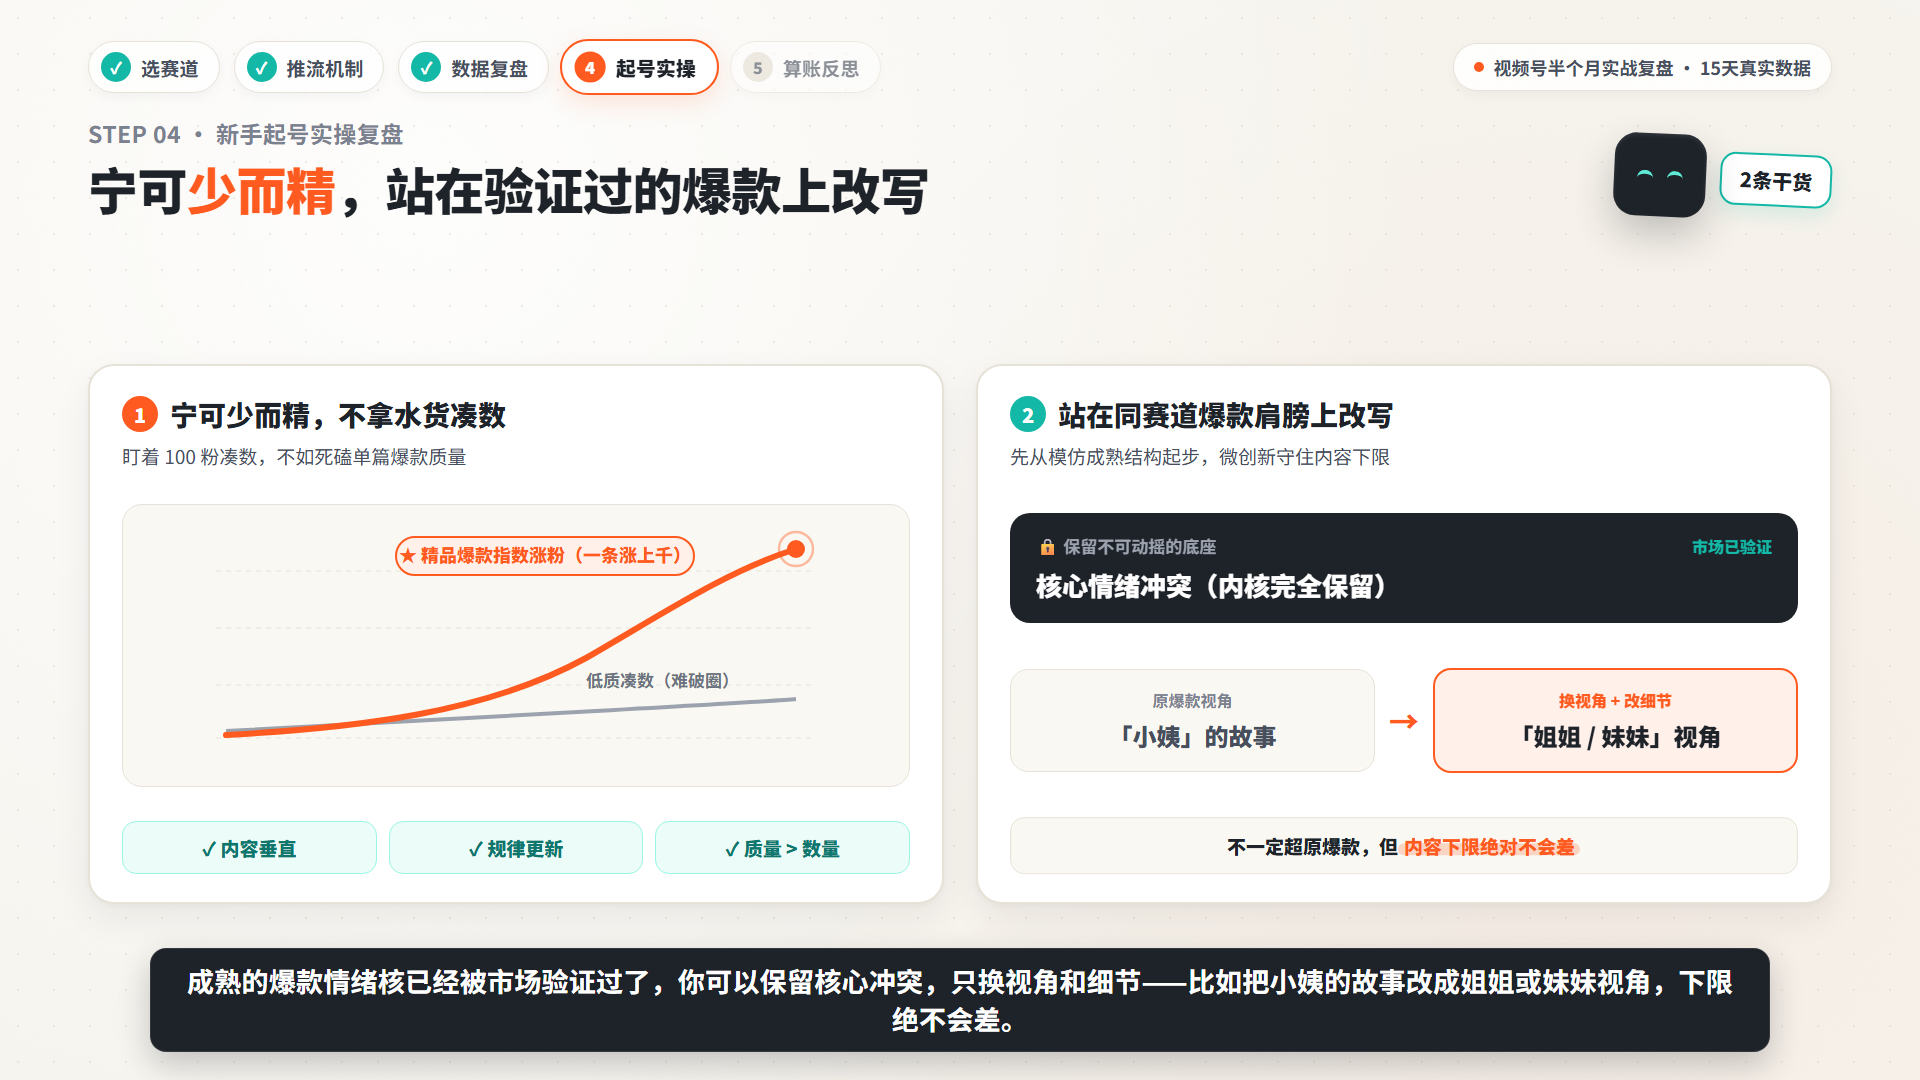 ✓ 选赛道
✓ 推流机制
✓ 数据复盘
4 起号实操
5 算账反思
视频号半个月实战复盘 · 15天真实数据
STEP 04 · 新手起号实操复盘
宁可少而精，站在验证过的爆款上改写
2条干货
1 宁可少而精，不拿水货凑数
盯着 100 粉凑数，不如死磕单篇爆款质量
★ 精品爆款指数涨粉（一条涨上千）
低质凑数（难破圈）
✓ 内容垂直
✓ 规律更新
✓ 质量 > 数量
2 站在同赛道爆款肩膀上改写
先从模仿成熟结构起步，微创新守住内容下限
🔒 保留不可动摇的底座
市场已验证
核心情绪冲突（内核完全保留）
原爆款视角
「小姨」的故事
→
换视角 + 改细节
「姐姐 / 妹妹」视角
不一定超原爆款，但 内容下限绝对不会差
成熟的爆款情绪核已经被市场验证过了，你可以保留核心冲突，只换视角和细节——比如把小姨的故事改成姐姐或妹妹视角，下限
绝不会差。